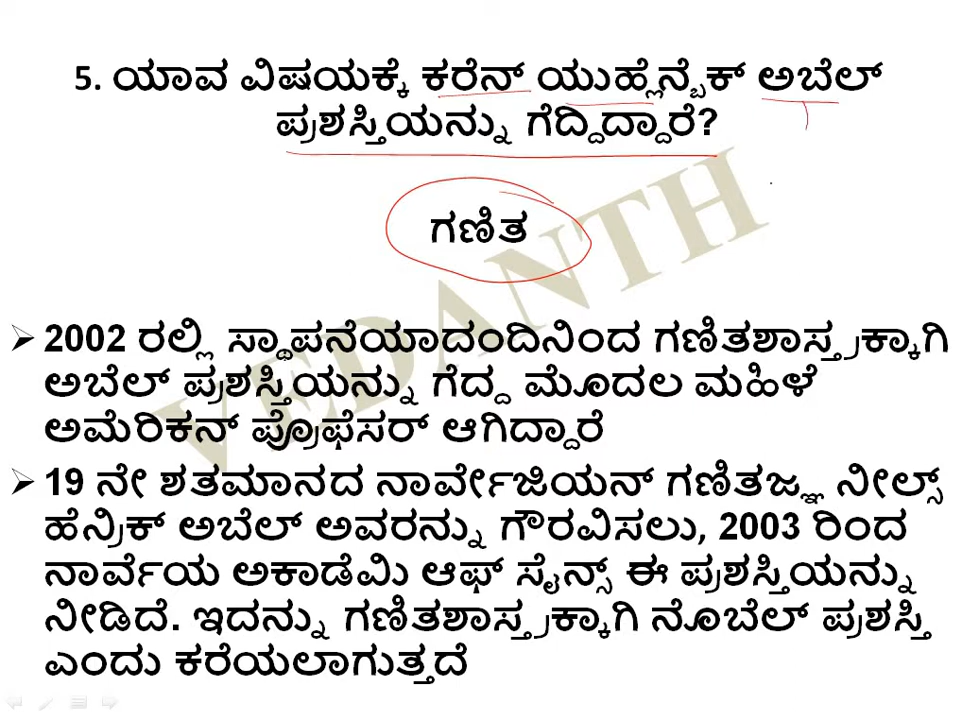 5. ಯಾವ ವಿಷಯಕ್ಕೆ ಕರೆನ್ ಯುಹ್ಲೆನ್ಬೆಕ್ ಅಬೆಲ್
ಪ್ರಶಸ್ತಿಯನ್ನು ಗೆದ್ದಿದ್ದಾರೆ?
ಗಣಿತ
VEDANTH
➢ 2002 ರಲ್ಲಿ ಸ್ಥಾಪನೆಯಾದಂದಿನಿಂದ ಗಣಿತಶಾಸ್ತ್ರಕ್ಕಾಗಿ
ಅಬೆಲ್ ಪ್ರಶಸ್ತಿಯನ್ನು ಗೆದ್ದ ಮೊದಲ ಮಹಿಳೆ
ಅಮೆರಿಕನ್ ಪ್ರೊಫೆಸರ್ ಆಗಿದ್ದಾರೆ
➢ 19 ನೇ ಶತಮಾನದ ನಾರ್ವೇಜಿಯನ್ ಗಣಿತಜ್ಞ ನೀಲ್ಸ್
ಹೆನ್ರಿಕ್ ಅಬೆಲ್ ಅವರನ್ನು ಗೌರವಿಸಲು, 2003 ರಿಂದ
ನಾರ್ವೆಯ ಅಕಾಡೆಮಿ ಆಫ್ ಸೈನ್ಸ್ ಈ ಪ್ರಶಸ್ತಿಯನ್ನು
ನೀಡಿದೆ. ಇದನ್ನು ಗಣಿತಶಾಸ್ತ್ರಕ್ಕಾಗಿ ನೊಬೆಲ್ ಪ್ರಶಸ್ತಿ
ಎಂದು ಕರೆಯಲಾಗುತ್ತದೆ